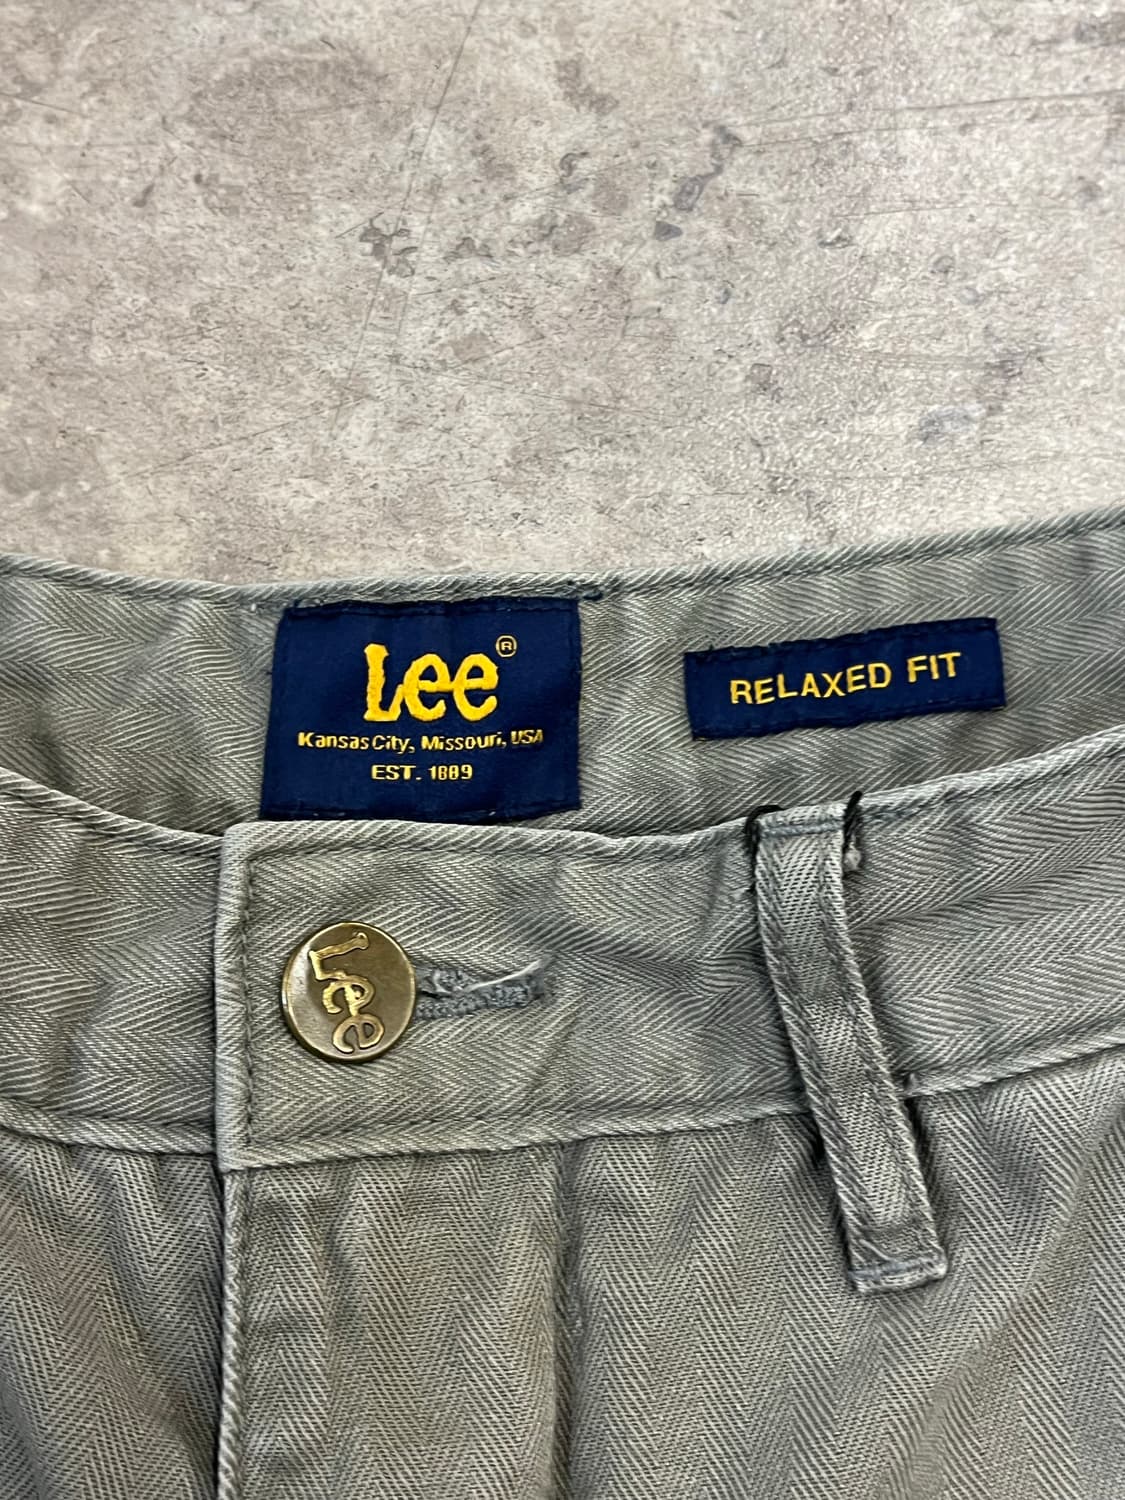 Lee®
Kansas City, Missouri, USA
EST. 1889
RELAXED FIT
Lee